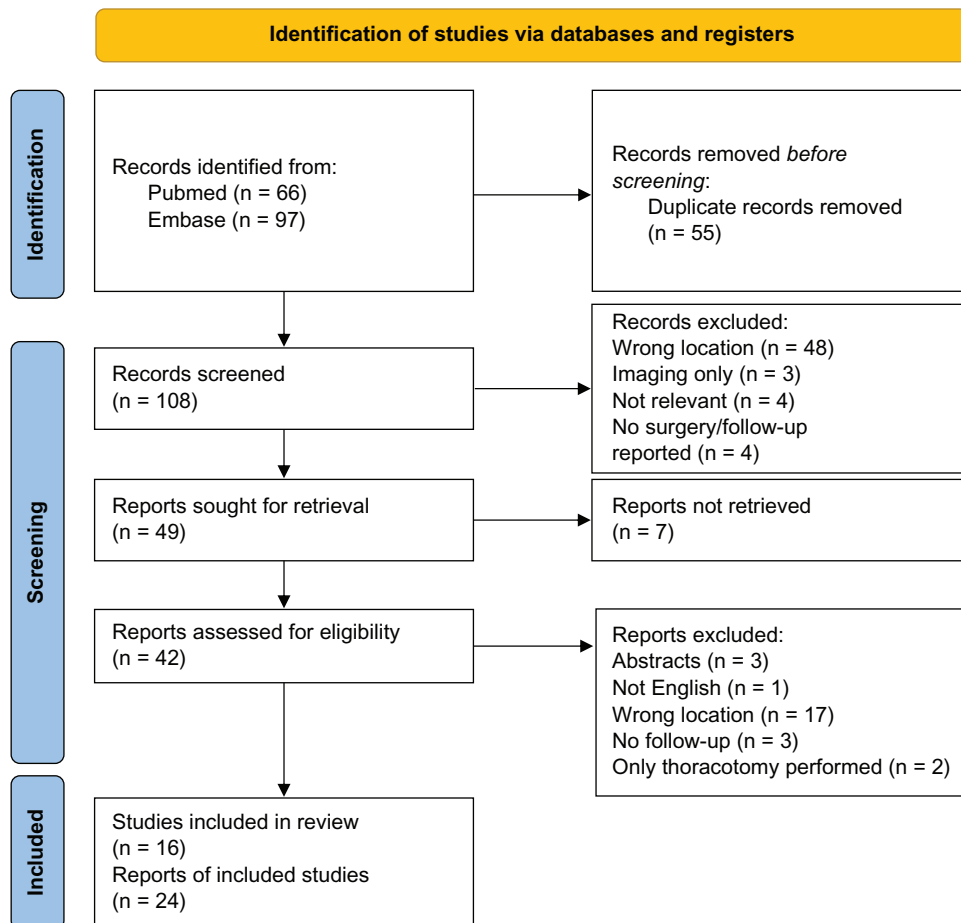 Identification of studies via databases and registers
Identification
Records identified from:
Pubmed (n = 66)
Embase (n = 97)
Records removed before
screening:
Duplicate records removed
(n = 55)
Screening
Records screened
(n = 108)
Records excluded:
Wrong location (n = 48)
Imaging only (n = 3)
Not relevant (n = 4)
No surgery/follow-up
reported (n = 4)
Reports sought for retrieval
(n = 49)
Reports not retrieved
(n = 7)
Reports assessed for eligibility
(n = 42)
Reports excluded:
Abstracts (n = 3)
Not English (n = 1)
Wrong location (n = 17)
No follow-up (n = 3)
Only thoracotomy performed (n = 2)
Included
Studies included in review
(n = 16)
Reports of included studies
(n = 24)